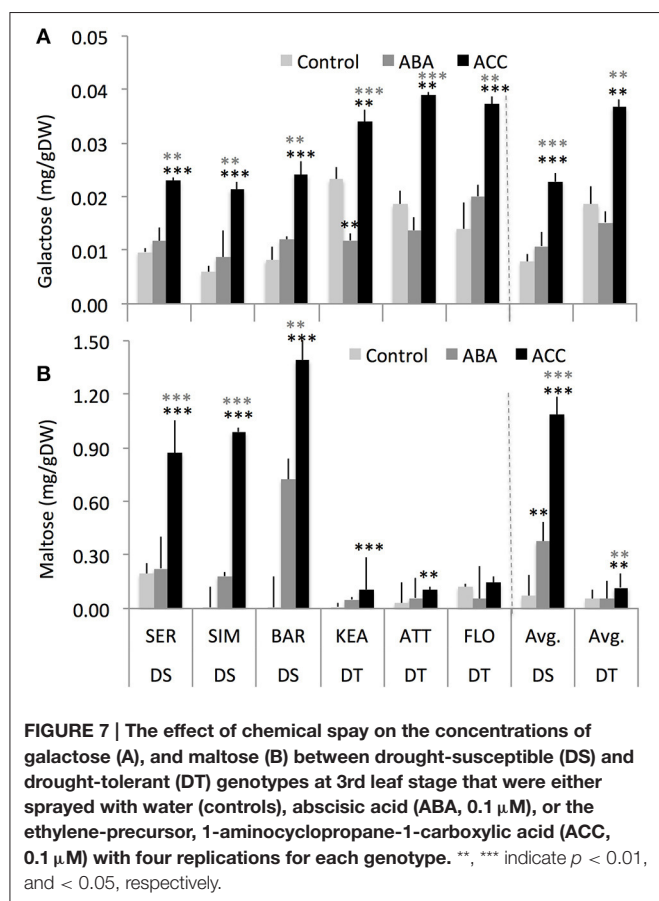 A
0.05
Control ABA ACC
0.04
0.03
0.02
0.01
0.00
Galactose (mg/gDW)
** *** ** *** ** *** ** *** ** *** ** ** *** *** *** ** **
B
1.50
Control ABA ACC
1.20
0.90
0.60
0.30
0.00
Maltose (mg/gDW)
*** *** *** *** ** *** *** ** ** *** *** ** **
SER SIM BAR KEA ATT FLO Avg. Avg.
DS DS DS DT DT DT DS DT
FIGURE 7 | The effect of chemical spay on the concentrations of
galactose (A), and maltose (B) between drought-susceptible (DS) and
drought-tolerant (DT) genotypes at 3rd leaf stage that were either
sprayed with water (controls), abscisic acid (ABA, 0.1 μM), or the
ethylene-precursor, 1-aminocyclopropane-1-carboxylic acid (ACC,
0.1 μM) with four replications for each genotype. **, *** indicate p < 0.01,
and < 0.05, respectively.